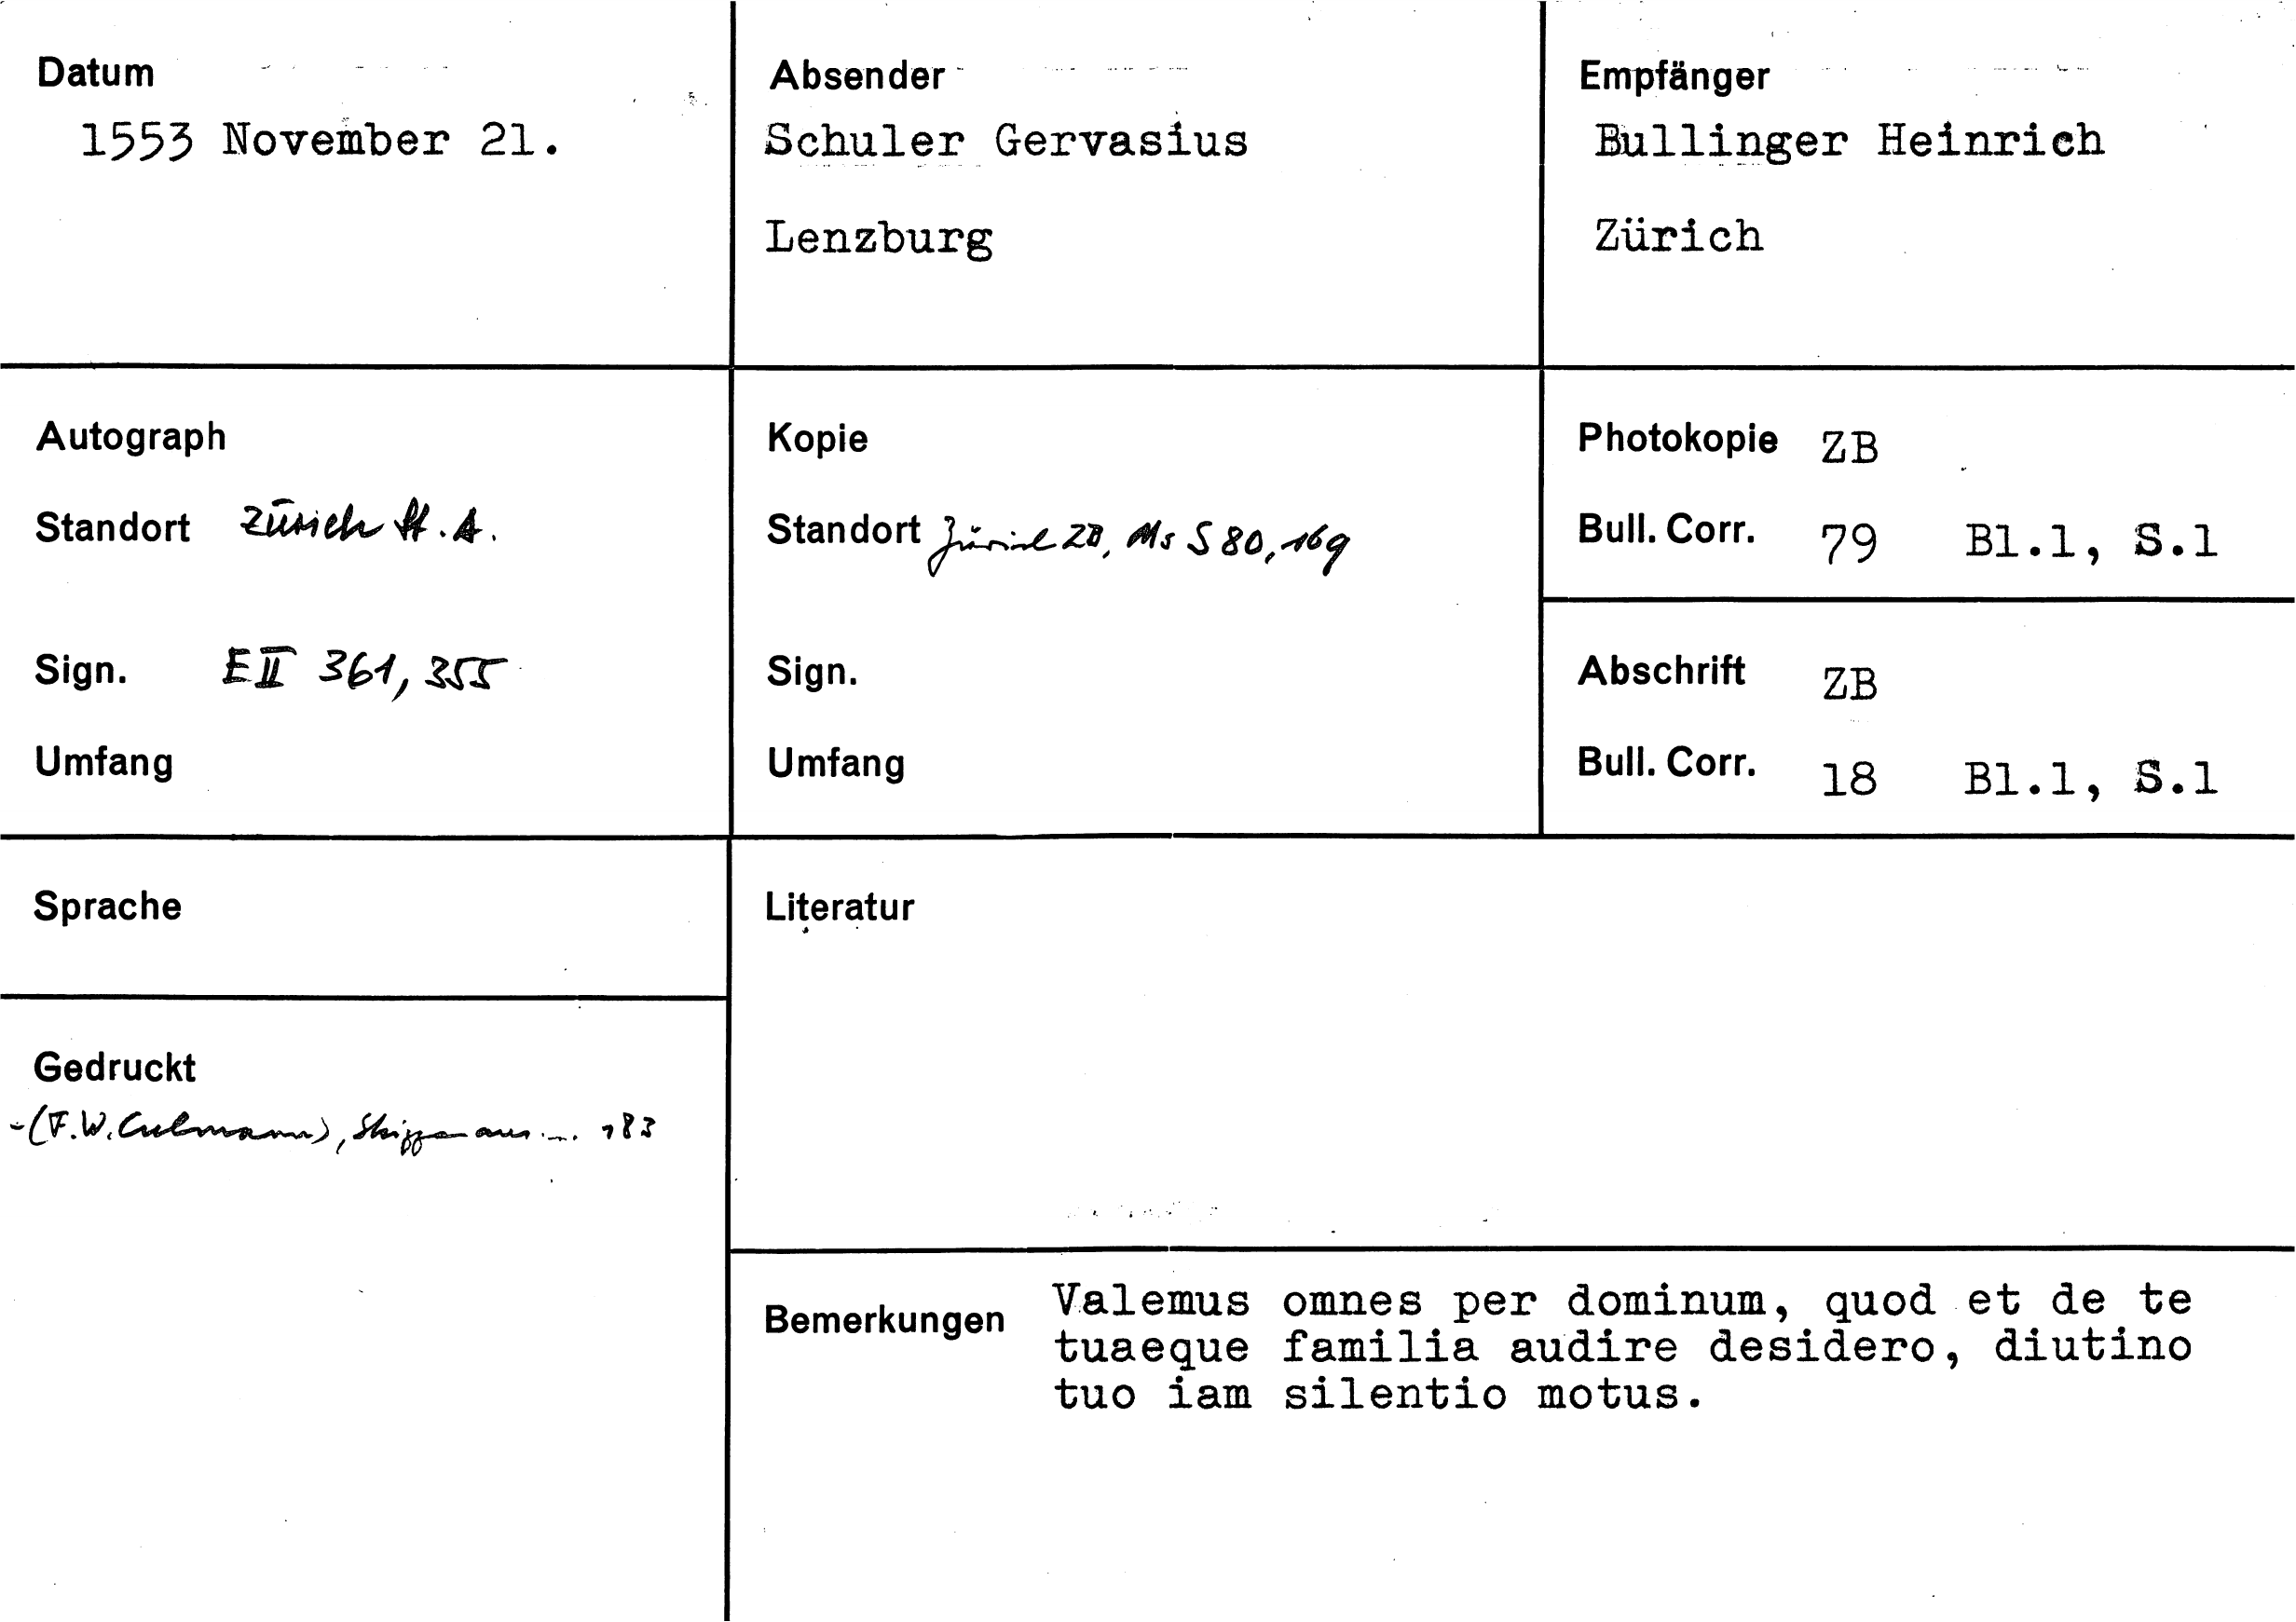 Datum
1553 November 21.
Absender
Schuler Gervasius
Lenzburg
Empfänger
Bullinger Heinrich
Zürich
Autograph
Standort Zürich St. A.
Sign. E II 361, 355
Umfang
Kopie
Standort Zürich ZB, Ms S 80, 169
Sign.
Umfang
Photokopie ZB
Bull. Corr. 79 Bl.1, S.1
Abschrift ZB
Bull. Corr. 18 Bl.1, S.1
Sprache
Gedruckt
- (F.W. Culmann), Skizzen aus ... 183
Literatur
Bemerkungen Valemus omnes per dominum, quod et de te
tuaeque familia audire desidero, diutino
tuo iam silentio motus.